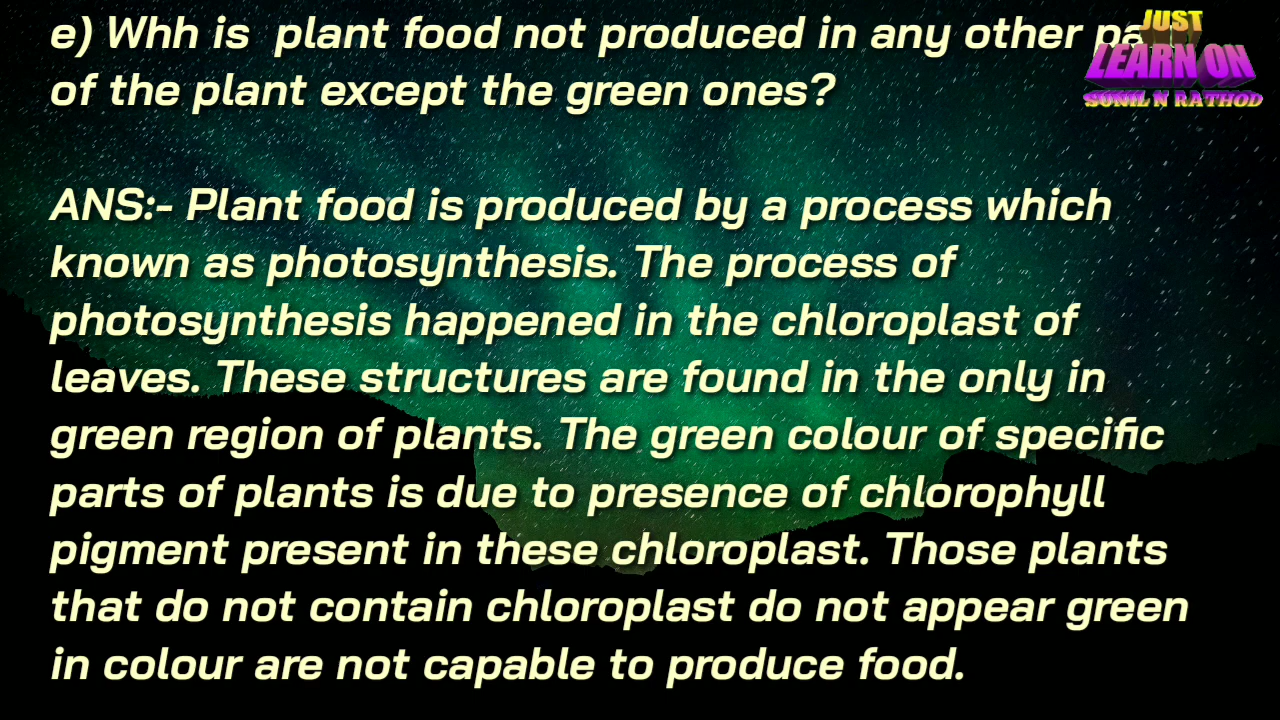 e) Whh is plant food not produced in any other
of the plant except the green ones?
JUST
LEARN ON
SUNIL N RATHOD
ANS:- Plant food is produced by a process which
known as photosynthesis. The process of
photosynthesis happened in the chloroplast of
leaves. These structures are found in the only in
green region of plants. The green colour of specific
parts of plants is due to presence of chlorophyll
pigment present in these chloroplast. Those plants
that do not contain chloroplast do not appear green
in colour are not capable to produce food.